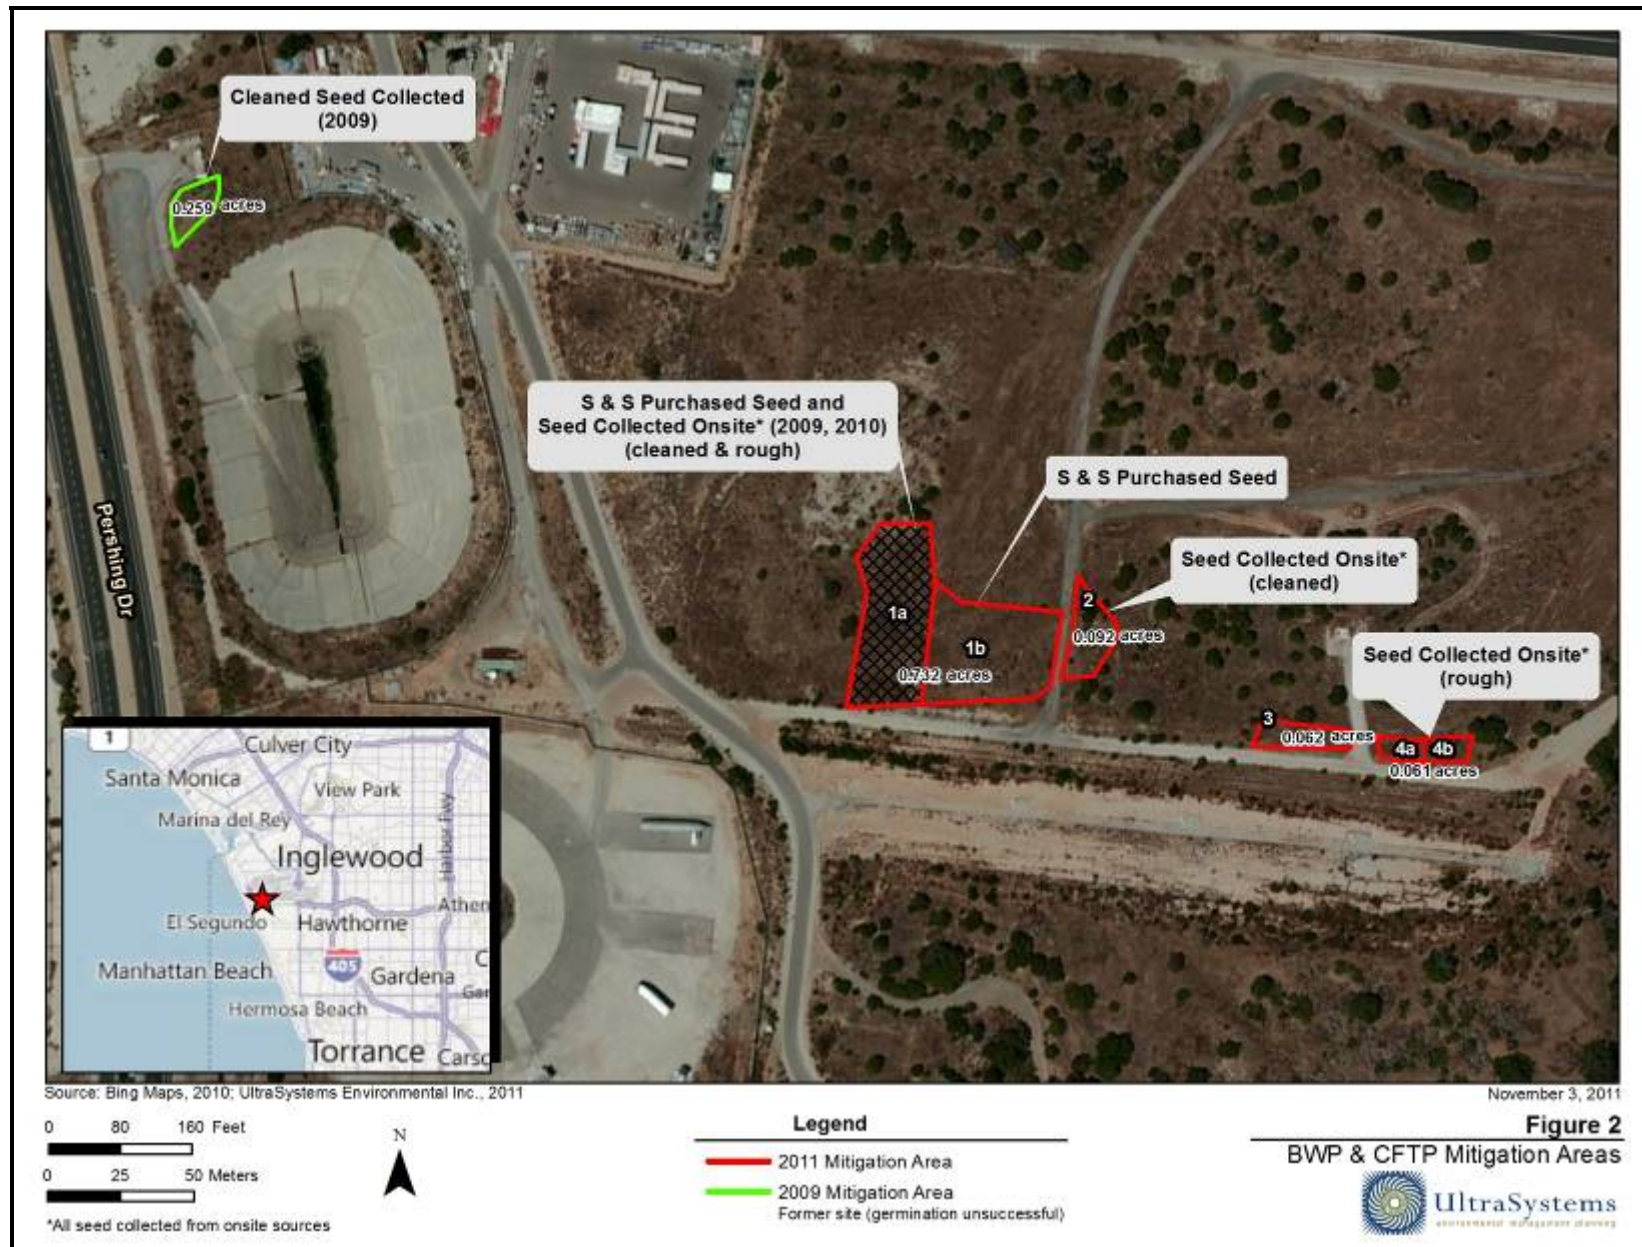 Cleaned Seed Collected
(2009)
0.259 acres
S & S Purchased Seed and
Seed Collected Onsite* (2009, 2010)
(cleaned & rough)
S & S Purchased Seed
Seed Collected Onsite*
(cleaned)
Seed Collected Onsite*
(rough)
Pershing Dr
1a
1b
0.732 acres
2
0.092 acres
3
0.062 acres
4a
4b
0.061 acres
1
Culver City
Santa Monica
View Park
Marina del Rey
Inglewood
Harbor Fwy
Athen
El Segundo
Hawthorne
405
Manhattan Beach
Gardena
C
Gar
Hermosa Beach
Torrance
Carso
Source: Bing Maps, 2010; UltraSystems Environmental Inc., 2011
November 3, 2011
0 80 160 Feet
0 25 50 Meters
*All seed collected from onsite sources
N
Legend
2011 Mitigation Area
2009 Mitigation Area
Former site (germination unsuccessful)
Figure 2
BWP & CFTP Mitigation Areas
UltraSystems
environmental management planning